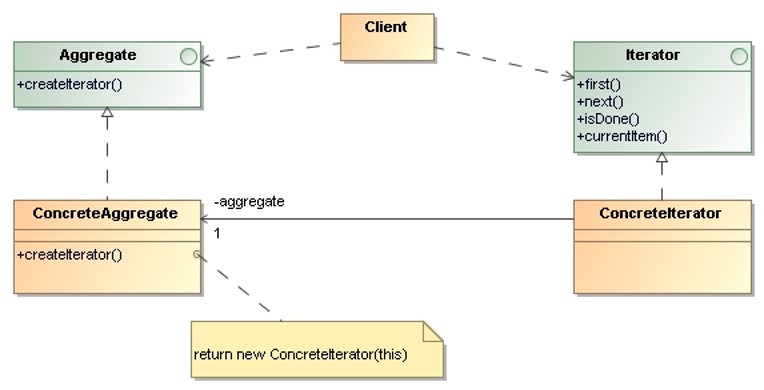 Client
Aggregate
+createIterator()
Iterator
+first()
+next()
+isDone()
+currentItem()
ConcreteAggregate
+createIterator()
-aggregate
1
ConcreteIterator
return new ConcreteIterator(this)